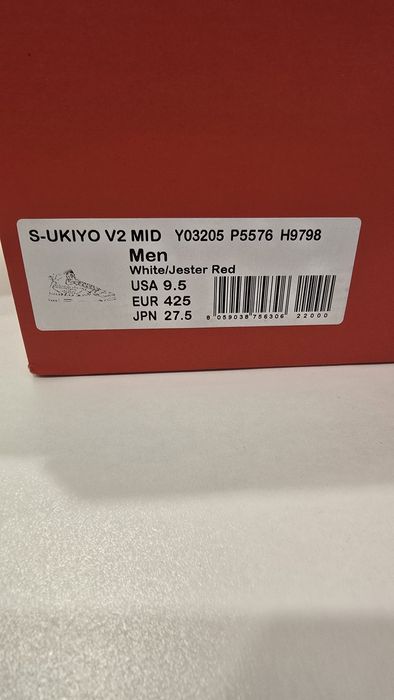 S-UKIYO V2 MID Y03205 P5576 H9798
Men
White/Jester Red
USA 9.5
EUR 425
JPN 27.5
8 059038 756306 22000